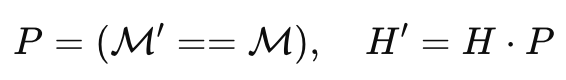 P = (ℳ′ == ℳ), H′ = H · P